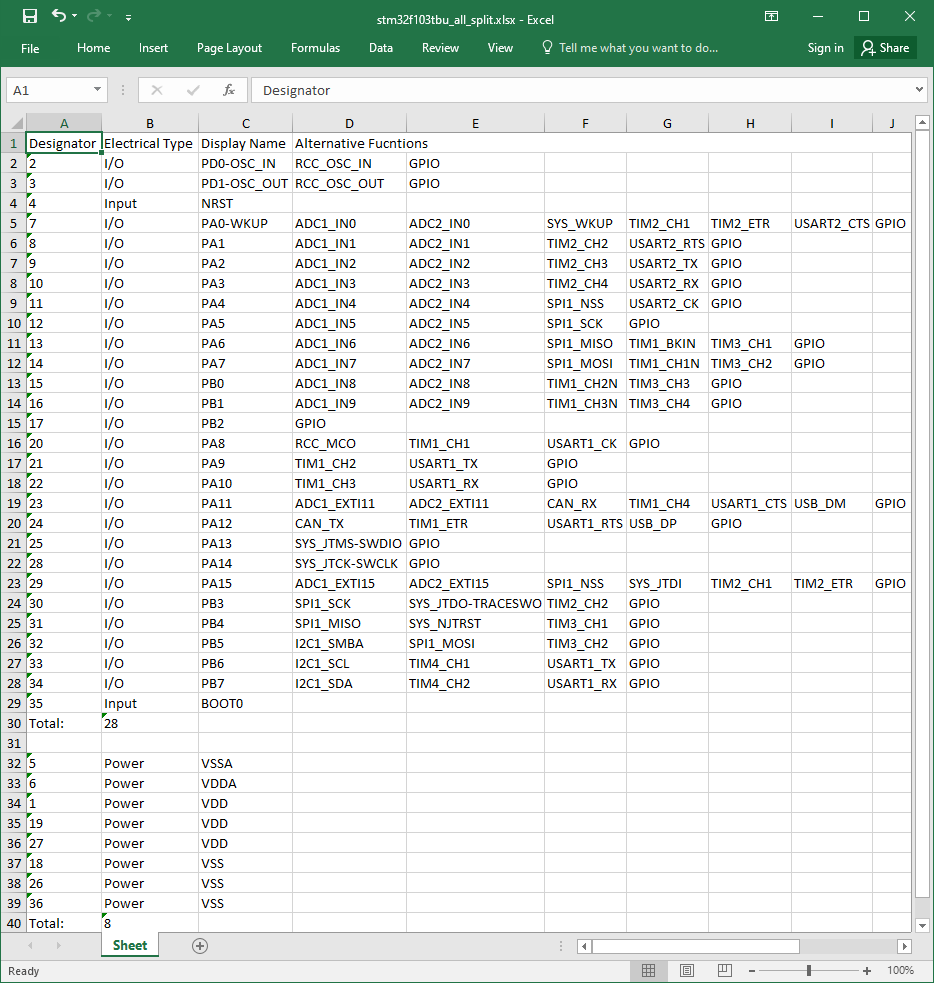 stm32f103tbu_all_split.xlsx - Excel
File Home Insert Page Layout Formulas Data Review View Tell me what you want to do... Sign in Share
A1 fx Designator
A B C D E F G H I J
1 Designator Electrical Type Display Name Alternative Fucntions
2 2 I/O PD0-OSC_IN RCC_OSC_IN GPIO
3 3 I/O PD1-OSC_OUT RCC_OSC_OUT GPIO
4 4 Input NRST
5 7 I/O PA0-WKUP ADC1_IN0 ADC2_IN0 SYS_WKUP TIM2_CH1 TIM2_ETR USART2_CTS GPIO
6 8 I/O PA1 ADC1_IN1 ADC2_IN1 TIM2_CH2 USART2_RTS GPIO
7 9 I/O PA2 ADC1_IN2 ADC2_IN2 TIM2_CH3 USART2_TX GPIO
8 10 I/O PA3 ADC1_IN3 ADC2_IN3 TIM2_CH4 USART2_RX GPIO
9 11 I/O PA4 ADC1_IN4 ADC2_IN4 SPI1_NSS USART2_CK GPIO
10 12 I/O PA5 ADC1_IN5 ADC2_IN5 SPI1_SCK GPIO
11 13 I/O PA6 ADC1_IN6 ADC2_IN6 SPI1_MISO TIM1_BKIN TIM3_CH1 GPIO
12 14 I/O PA7 ADC1_IN7 ADC2_IN7 SPI1_MOSI TIM1_CH1N TIM3_CH2 GPIO
13 15 I/O PB0 ADC1_IN8 ADC2_IN8 TIM1_CH2N TIM3_CH3 GPIO
14 16 I/O PB1 ADC1_IN9 ADC2_IN9 TIM1_CH3N TIM3_CH4 GPIO
15 17 I/O PB2 GPIO
16 20 I/O PA8 RCC_MCO TIM1_CH1 USART1_CK GPIO
17 21 I/O PA9 TIM1_CH2 USART1_TX GPIO
18 22 I/O PA10 TIM1_CH3 USART1_RX GPIO
19 23 I/O PA11 ADC1_EXTI11 ADC2_EXTI11 CAN_RX TIM1_CH4 USART1_CTS USB_DM GPIO
20 24 I/O PA12 CAN_TX TIM1_ETR USART1_RTS USB_DP GPIO
21 25 I/O PA13 SYS_JTMS-SWDIO GPIO
22 28 I/O PA14 SYS_JTCK-SWCLK GPIO
23 29 I/O PA15 ADC1_EXTI15 ADC2_EXTI15 SPI1_NSS SYS_JTDI TIM2_CH1 TIM2_ETR GPIO
24 30 I/O PB3 SPI1_SCK SYS_JTDO-TRACESWO TIM2_CH2 GPIO
25 31 I/O PB4 SPI1_MISO SYS_NJTRST TIM3_CH1 GPIO
26 32 I/O PB5 I2C1_SMBA SPI1_MOSI TIM3_CH2 GPIO
27 33 I/O PB6 I2C1_SCL TIM4_CH1 USART1_TX GPIO
28 34 I/O PB7 I2C1_SDA TIM4_CH2 USART1_RX GPIO
29 35 Input BOOT0
30 Total: 28
31
32 5 Power VSSA
33 6 Power VDDA
34 1 Power VDD
35 19 Power VDD
36 27 Power VDD
37 18 Power VSS
38 26 Power VSS
39 36 Power VSS
40 Total: 8
Sheet
Ready 100%